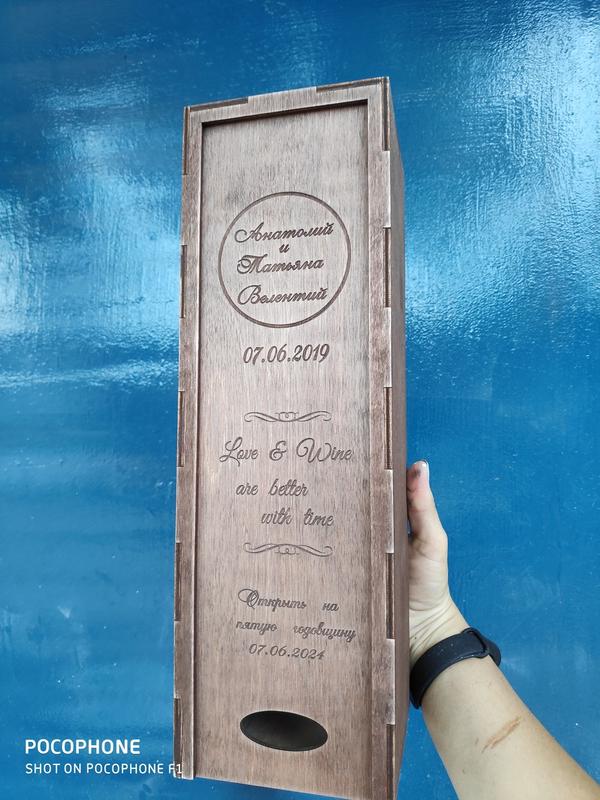 Анатолий
и
Татьяна
Велентий
07.06.2019
Love & Wine
are better
with time
Открыть на
пятую годовщину
07.06.2024
POCOPHONE
SHOT ON POCOPHONE F1